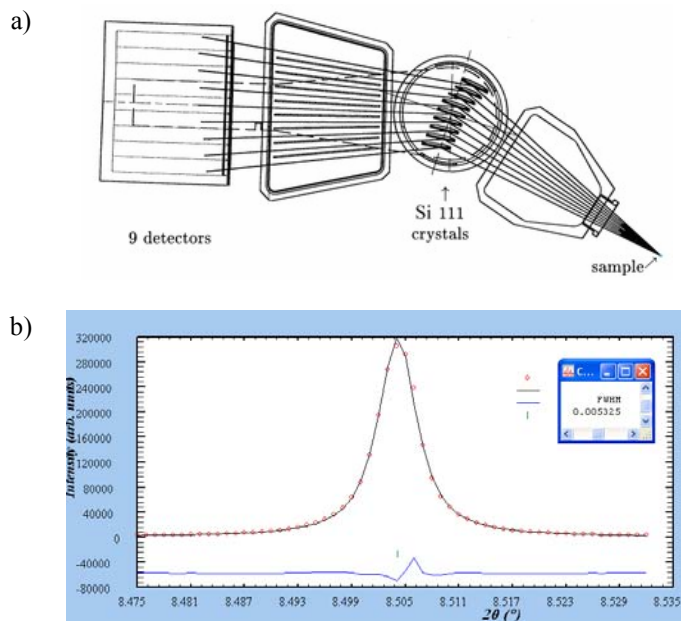 a)
9 detectors
Si 111
crystals
sample
b)
Intensity (arb. units)
320000
280000
240000
200000
160000
120000
80000
40000
0
-40000
-80000
C...
FWHM
0.005325
8.475 8.481 8.487 8.493 8.499 8.505 8.511 8.517 8.523 8.529 8.535
2θ (°)